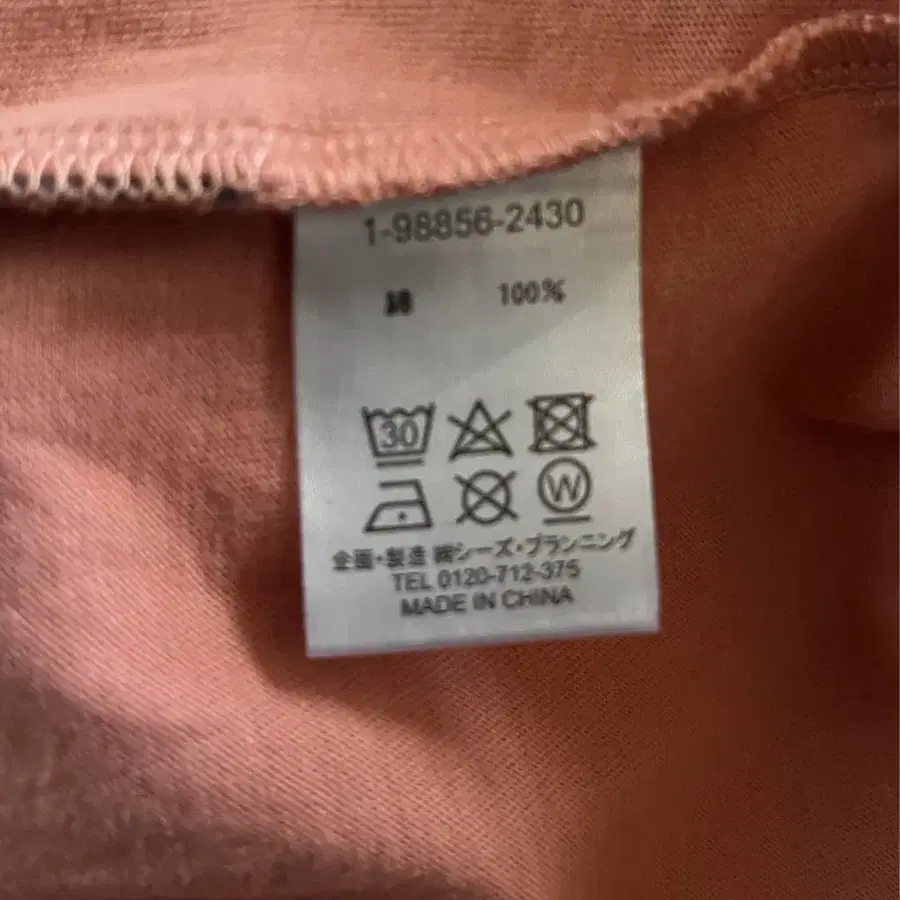 1-98856-2430
綿 100%
30
W
企画・製造 ㈱シーズ・プランニング
TEL 0120-712-375
MADE IN CHINA